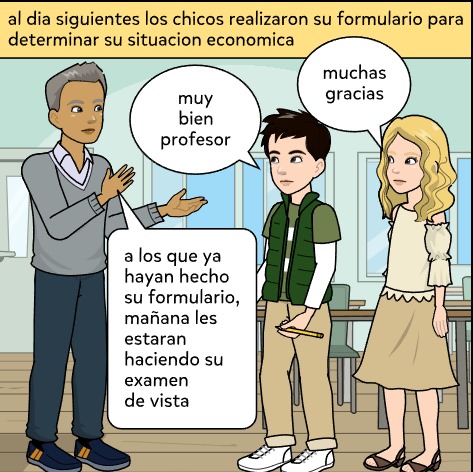 al dia siguientes los chicos realizaron su formulario para
determinar su situacion economica
muy
bien
profesor
muchas
gracias
a los que ya
hayan hecho
su formulario,
mañana les
estaran
haciendo su
examen
de vista